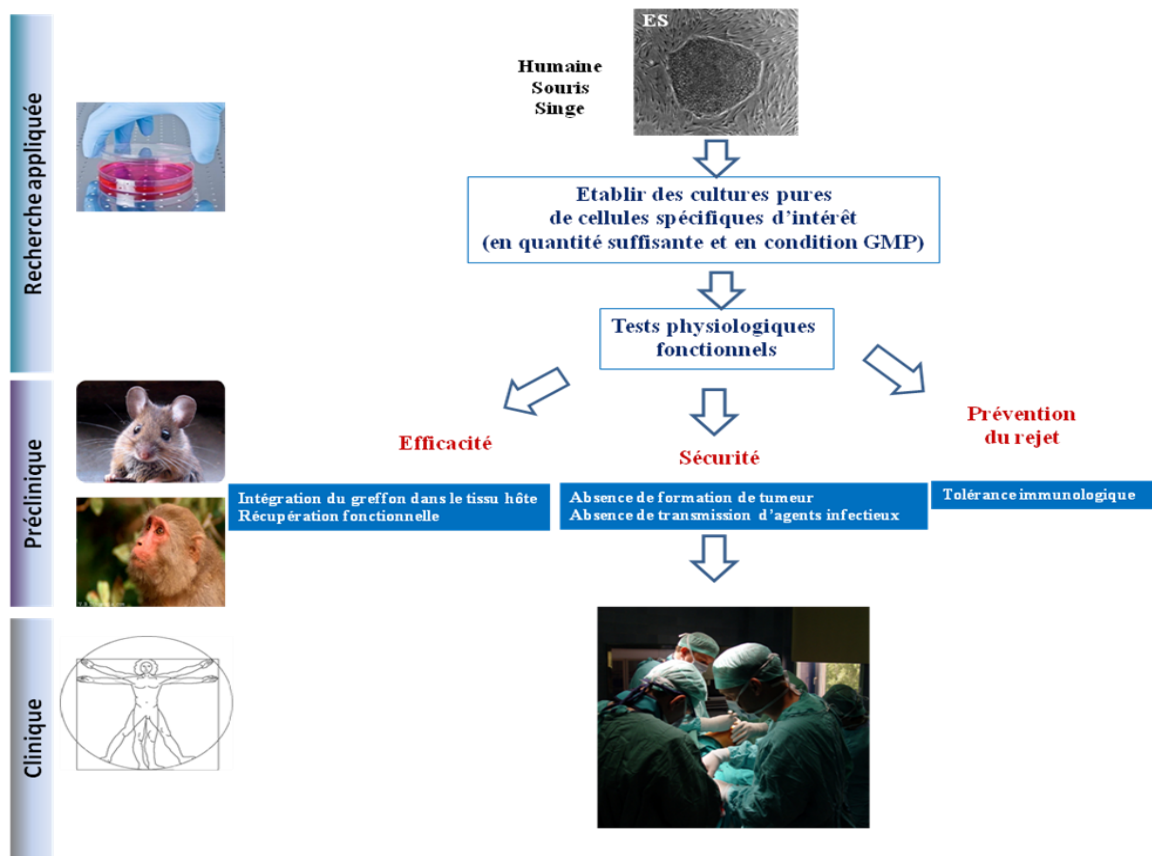 Recherche appliquée
ES
Humaine
Souris
Singe
Etablir des cultures pures
de cellules spécifiques d'intérêt
(en quantité suffisante et en condition GMP)
Tests physiologiques
fonctionnels
Préclinique
Efficacité
Sécurité
Prévention
du rejet
Intégration du greffon dans le tissu hôte
Récupération fonctionnelle
Absence de formation de tumeur
Absence de transmission d'agents infectieux
Tolérance immunologique
Clinique